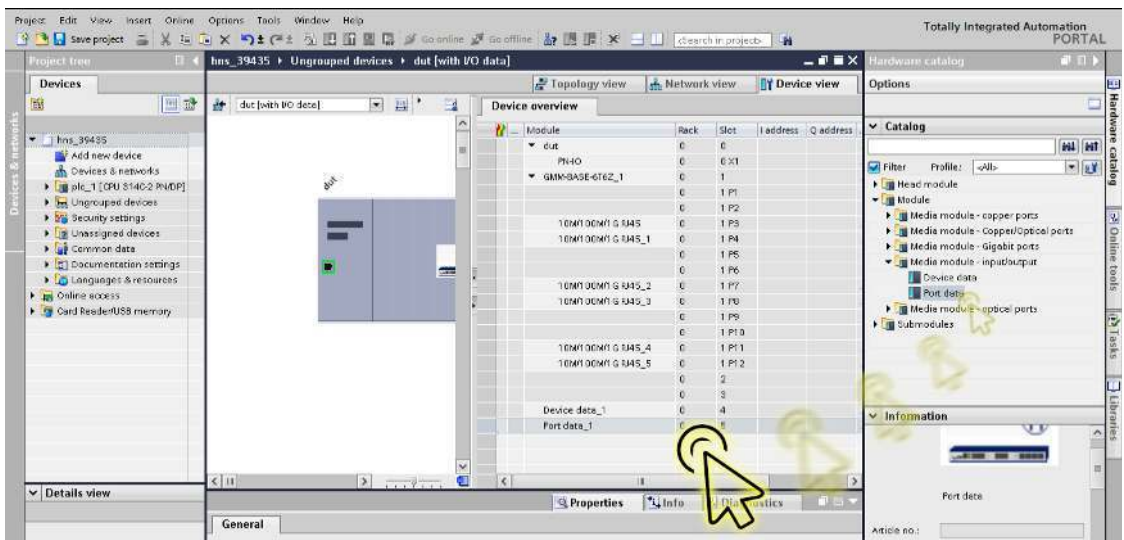 Project Edit View Insert Online Options Tools Window Help
Totally Integrated Automation
PORTAL
Save project Go online Go offline <Search in project>
Project tree
hns_39435 ▸ Ungrouped devices ▸ dut [with I/O data]
Hardware catalog
Devices
Topology view Network view Device view
Options
dut [with I/O data]
Device overview
Module Rack Slot I address Q address
dut 0 0
PN-IO 0 0 X1
GMM-BASE-6T6Z_1 0 1
0 1 P1
0 1 P2
10M/100M/1G RJ45 0 1 P3
10M/100M/1G RJ45_1 0 1 P4
0 1 P5
0 1 P6
10M/100M/1G RJ45_2 0 1 P7
10M/100M/1G RJ45_3 0 1 P8
0 1 P9
0 1 P10
10M/100M/1G RJ45_4 0 1 P11
10M/100M/1G RJ45_5 0 1 P12
0 2
0 3
Device data_1 0 4
Port data_1
hns_39435
Add new device
Devices & networks
plc_1 [CPU 314C-2 PN/DP]
Ungrouped devices
Security settings
Unassigned devices
Common data
Documentation settings
Languages & resources
Online access
Card Reader/USB memory
Devices & networks
dut
Catalog
Filter Profile: <All>
Head module
Module
Media module - copper ports
Media module - Copper/Optical ports
Media module - Gigabit ports
Media module - input/output
Device data
Port data
Media module - optical ports
Submodules
Hardware catalog
Online tools
Tasks
Libraries
Information
Port data
Article no.:
Details view
Properties Info Diagnostics
General